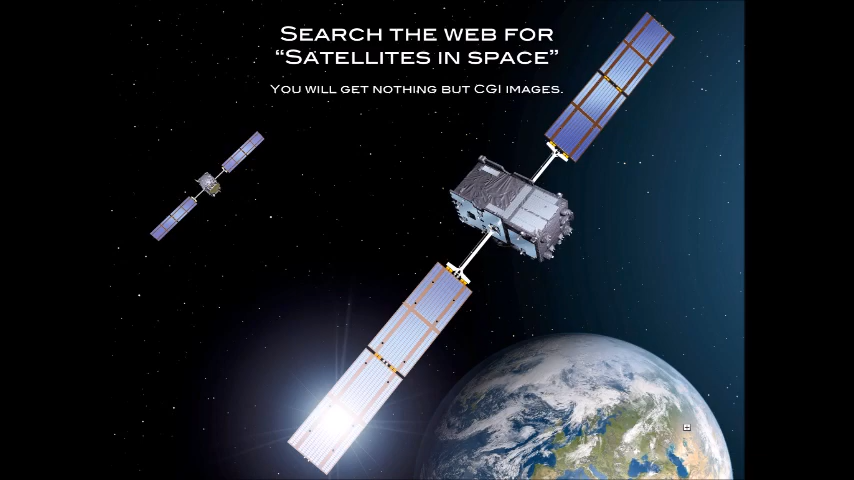 Search the web for
“Satellites in space”
You will get nothing but CGI images.